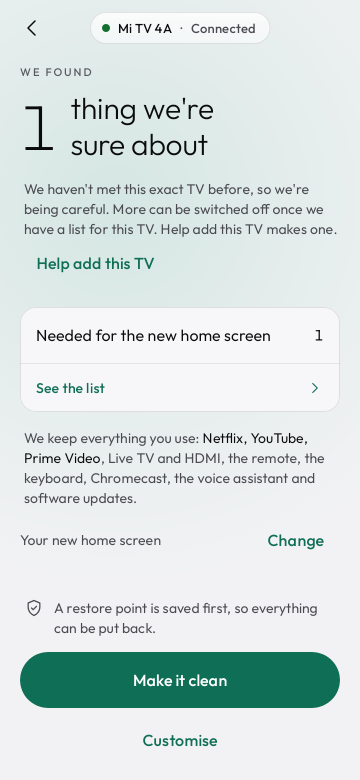 Mi TV 4A · Connected
WE FOUND
1 thing we're
sure about
We haven't met this exact TV before, so we're
being careful. More can be switched off once we
have a list for this TV. Help add this TV makes one.
Help add this TV
Needed for the new home screen 1
See the list
We keep everything you use: Netflix, YouTube,
Prime Video, Live TV and HDMI, the remote, the
keyboard, Chromecast, the voice assistant and
software updates.
Your new home screen Change
A restore point is saved first, so everything
can be put back.
Make it clean
Customise